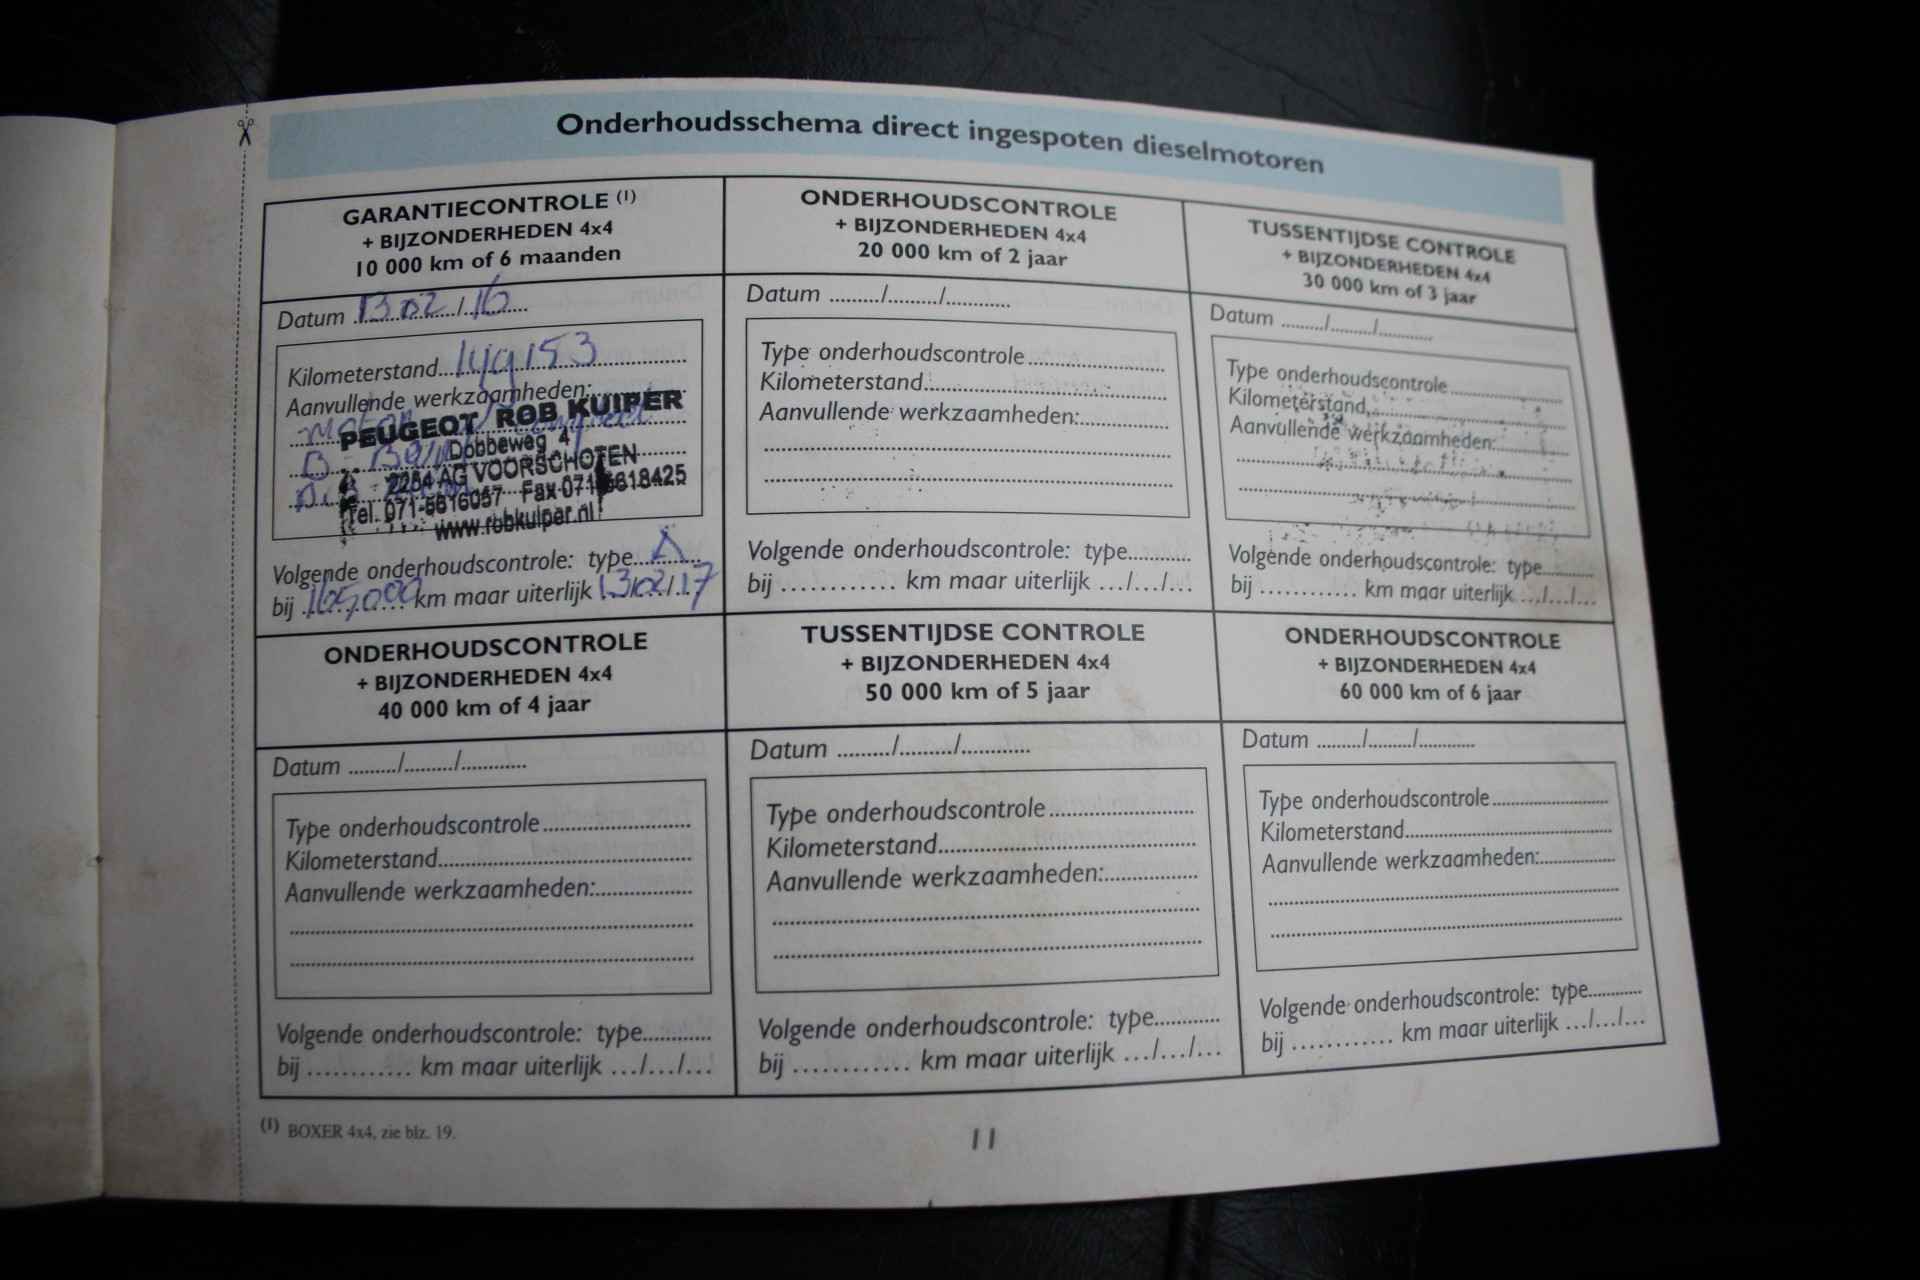 Onderhoudsschema direct ingespoten dieselmotoren
GARANTIECONTROLE (1)
+ BIJZONDERHEDEN 4x4
10 000 km of 6 maanden
Datum 13/02/16
Kilometerstand 149153
Aanvullende werkzaamheden:
PEUGEOT ROB KUIPER
Dobbeweg 4
2254 AG VOORSCHOTEN
Tel. 071-5616057 Fax 071-5618425
www.robkuiper.nl
Volgende onderhoudscontrole: type A
bij 165,000 km maar uiterlijk 13/02/17
ONDERHOUDSCONTROLE
+ BIJZONDERHEDEN 4x4
20 000 km of 2 jaar
Datum ........./........./............
Type onderhoudscontrole........................
Kilometerstand..........................................
Aanvullende werkzaamheden:................
Volgende onderhoudscontrole: type............
bij ............ km maar uiterlijk .../.../...
TUSSENTIJDSE CONTROLE
+ BIJZONDERHEDEN 4x4
30 000 km of 3 jaar
Datum ........./........./............
Type onderhoudscontrole........................
Kilometerstand..........................................
Aanvullende werkzaamheden:................
Volgende onderhoudscontrole: type............
bij ............ km maar uiterlijk .../.../...
ONDERHOUDSCONTROLE
+ BIJZONDERHEDEN 4x4
40 000 km of 4 jaar
Datum ........./........./............
Type onderhoudscontrole........................
Kilometerstand..........................................
Aanvullende werkzaamheden:................
Volgende onderhoudscontrole: type............
bij ............ km maar uiterlijk .../.../...
TUSSENTIJDSE CONTROLE
+ BIJZONDERHEDEN 4x4
50 000 km of 5 jaar
Datum ........./........./............
Type onderhoudscontrole........................
Kilometerstand..........................................
Aanvullende werkzaamheden:................
Volgende onderhoudscontrole: type............
bij ............ km maar uiterlijk .../.../...
ONDERHOUDSCONTROLE
+ BIJZONDERHEDEN 4x4
60 000 km of 6 jaar
Datum ........./........./............
Type onderhoudscontrole........................
Kilometerstand..........................................
Aanvullende werkzaamheden:................
Volgende onderhoudscontrole: type............
bij ............ km maar uiterlijk .../.../...
(1) BOXER 4x4, zie blz. 19.
11